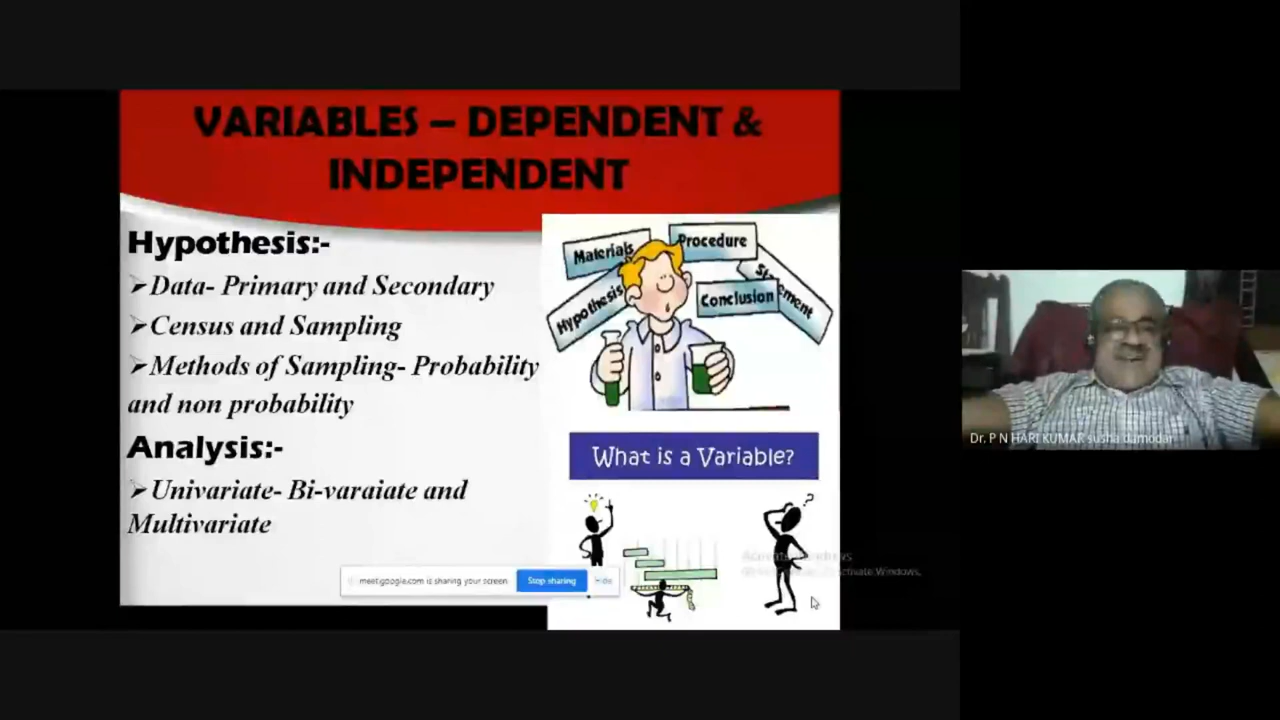 VARIABLES – DEPENDENT &
INDEPENDENT
Hypothesis:-
➢Data- Primary and Secondary
➢Census and Sampling
➢Methods of Sampling- Probability
and non probability
Analysis:-
➢Univariate- Bi-varaiate and
Multivariate
Materials
Procedure
Hypothesis
Conclusion
What is a Variable?
?
meet.google.com is sharing your screen
Stop sharing
Dr. P N HARI KUMAR susha damodar